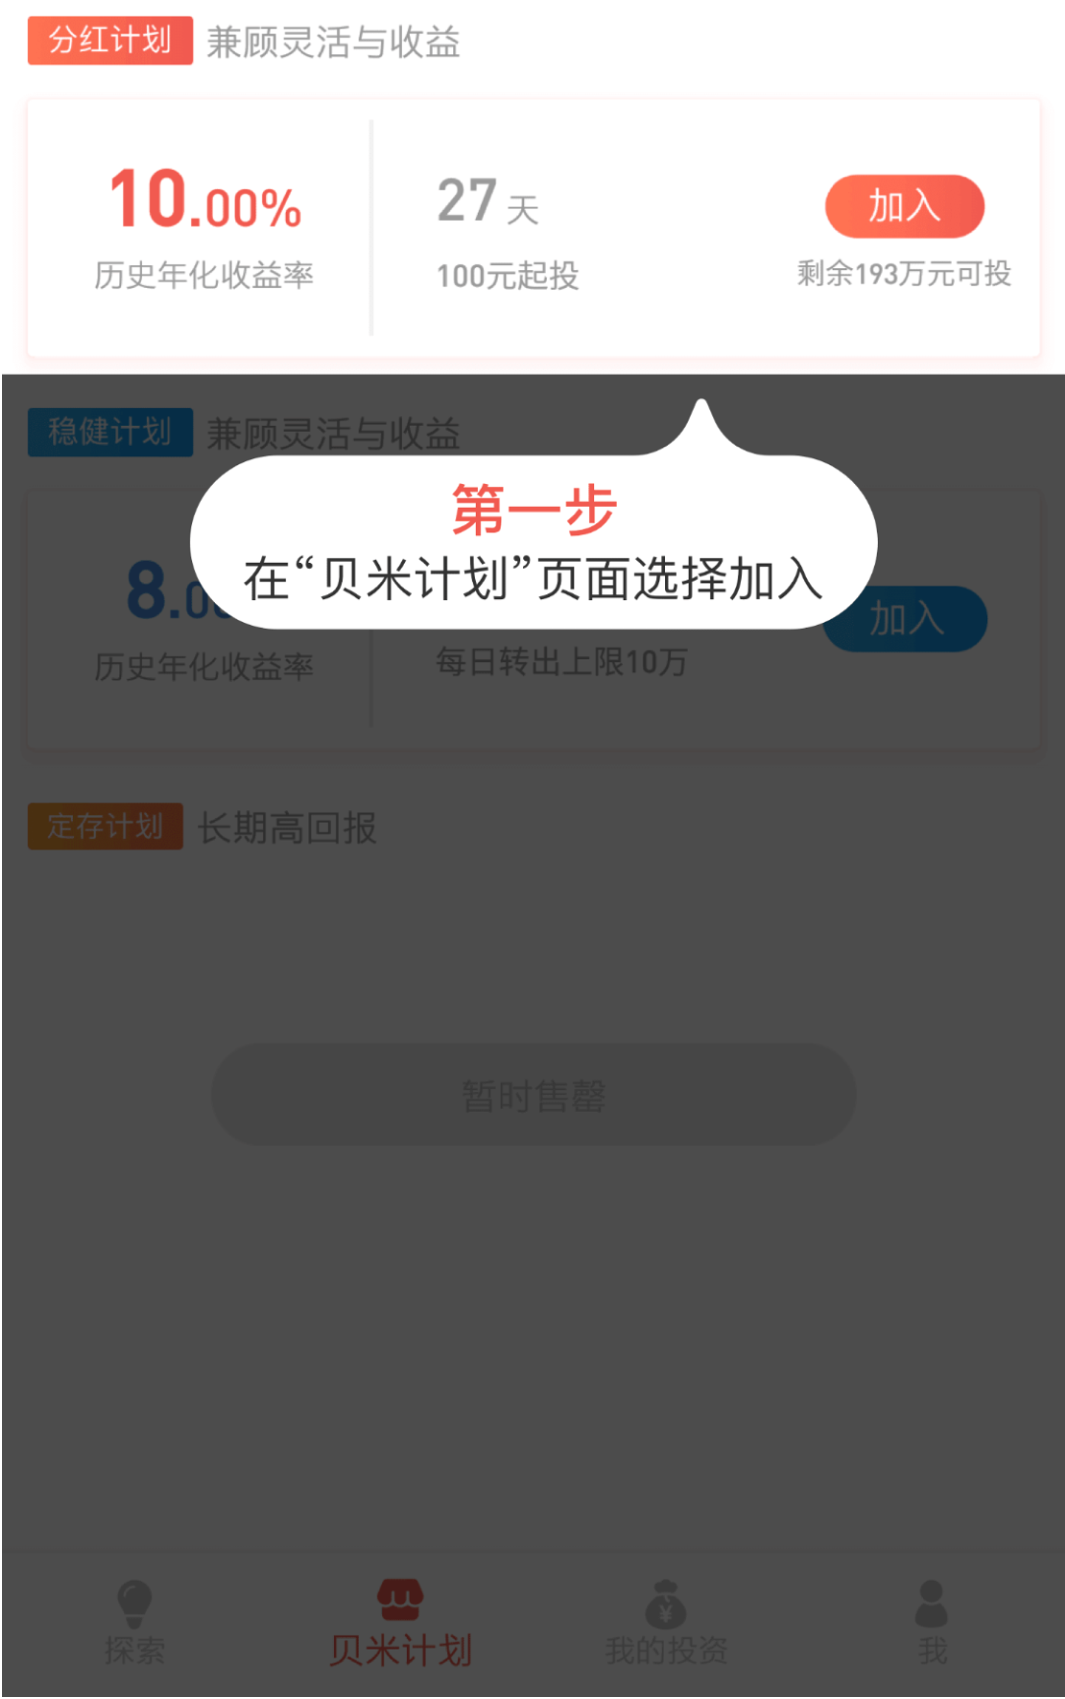 分红计划 兼顾灵活与收益
10.00%
27天
加入
历史年化收益率
100元起投
剩余193万元可投
稳健计划 兼顾灵活与收益
第一步
在“贝米计划”页面选择加入
8.0
加入
历史年化收益率
每日转出上限10万
定存计划 长期高回报
暂时售罄
探索
贝米计划
我的投资
我